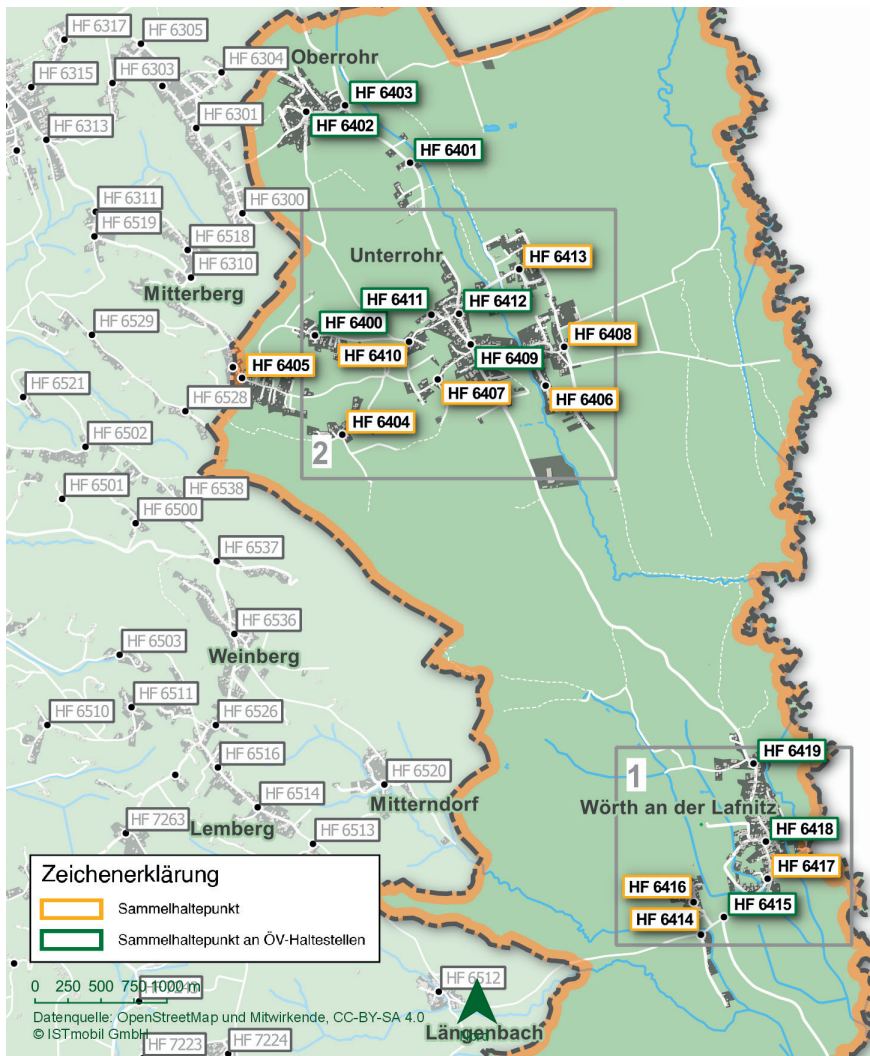 HF 6317
HF 6305
HF 6304
Oberrohr
HF 6315
HF 6303
HF 6403
HF 6301
HF 6402
HF 6313
HF 6401
HF 6311
HF 6300
HF 6519
HF 6518
Unterrohr
HF 6413
HF 6310
Mitterberg
HF 6411
HF 6412
HF 6529
HF 6400
HF 6408
HF 6410
HF 6409
HF 6405
HF 6521
HF 6528
HF 6407
HF 6406
HF 6404
HF 6502
2
HF 6501
HF 6538
HF 6500
HF 6537
HF 6536
HF 6503
Weinberg
HF 6511
HF 6510
HF 6526
HF 6419
HF 6516
HF 6520
1
Mitterndorf
HF 6514
Wörth an der Lafnitz
HF 7263
Lemberg
HF 6513
HF 6418
HF 6417
Zeichenerklärung
HF 6416
Sammelhaltepunkt
HF 6415
HF 6414
Sammelhaltepunkt an ÖV-Haltestellen
HF 6512
0 250 500 750 1000 m
Datenquelle: OpenStreetMap und Mitwirkende, CC-BY-SA 4.0
© ISTmobil GmbH
Nord
Längenbach
HF 7223
HF 7224